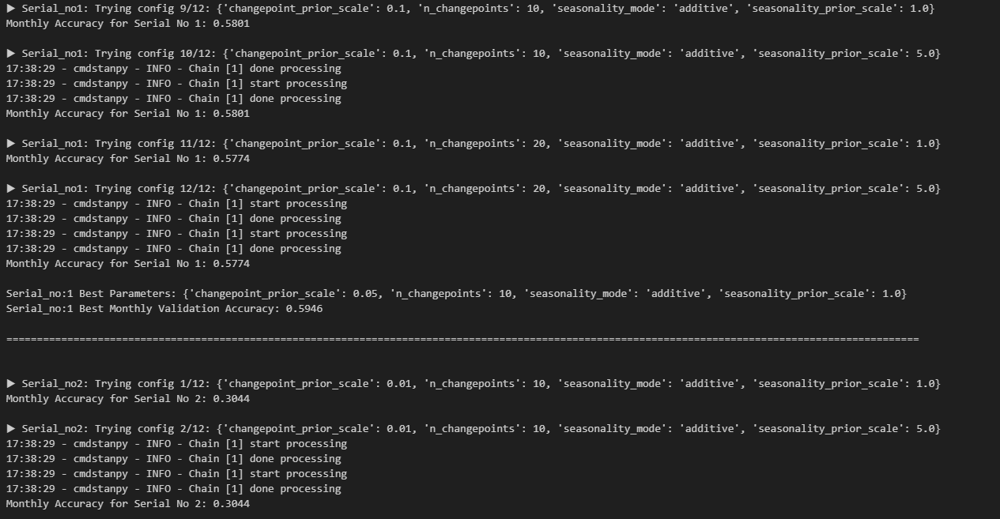 ▶ Serial_no1: Trying config 9/12: {'changepoint_prior_scale': 0.1, 'n_changepoints': 10, 'seasonality_mode': 'additive', 'seasonality_prior_scale': 1.0}
Monthly Accuracy for Serial No 1: 0.5801
▶ Serial_no1: Trying config 10/12: {'changepoint_prior_scale': 0.1, 'n_changepoints': 10, 'seasonality_mode': 'additive', 'seasonality_prior_scale': 5.0}
17:38:29 - cmdstanpy - INFO - Chain [1] done processing
17:38:29 - cmdstanpy - INFO - Chain [1] start processing
17:38:29 - cmdstanpy - INFO - Chain [1] done processing
Monthly Accuracy for Serial No 1: 0.5801
▶ Serial_no1: Trying config 11/12: {'changepoint_prior_scale': 0.1, 'n_changepoints': 20, 'seasonality_mode': 'additive', 'seasonality_prior_scale': 1.0}
Monthly Accuracy for Serial No 1: 0.5774
▶ Serial_no1: Trying config 12/12: {'changepoint_prior_scale': 0.1, 'n_changepoints': 20, 'seasonality_mode': 'additive', 'seasonality_prior_scale': 5.0}
17:38:29 - cmdstanpy - INFO - Chain [1] start processing
17:38:29 - cmdstanpy - INFO - Chain [1] done processing
17:38:29 - cmdstanpy - INFO - Chain [1] start processing
17:38:29 - cmdstanpy - INFO - Chain [1] done processing
Monthly Accuracy for Serial No 1: 0.5774
Serial_no:1 Best Parameters: {'changepoint_prior_scale': 0.05, 'n_changepoints': 10, 'seasonality_mode': 'additive', 'seasonality_prior_scale': 1.0}
Serial_no:1 Best Monthly Validation Accuracy: 0.5946
======================================================================================================================================================
▶ Serial_no2: Trying config 1/12: {'changepoint_prior_scale': 0.01, 'n_changepoints': 10, 'seasonality_mode': 'additive', 'seasonality_prior_scale': 1.0}
Monthly Accuracy for Serial No 2: 0.3044
▶ Serial_no2: Trying config 2/12: {'changepoint_prior_scale': 0.01, 'n_changepoints': 10, 'seasonality_mode': 'additive', 'seasonality_prior_scale': 5.0}
17:38:29 - cmdstanpy - INFO - Chain [1] start processing
17:38:29 - cmdstanpy - INFO - Chain [1] done processing
17:38:29 - cmdstanpy - INFO - Chain [1] start processing
17:38:29 - cmdstanpy - INFO - Chain [1] done processing
Monthly Accuracy for Serial No 2: 0.3044